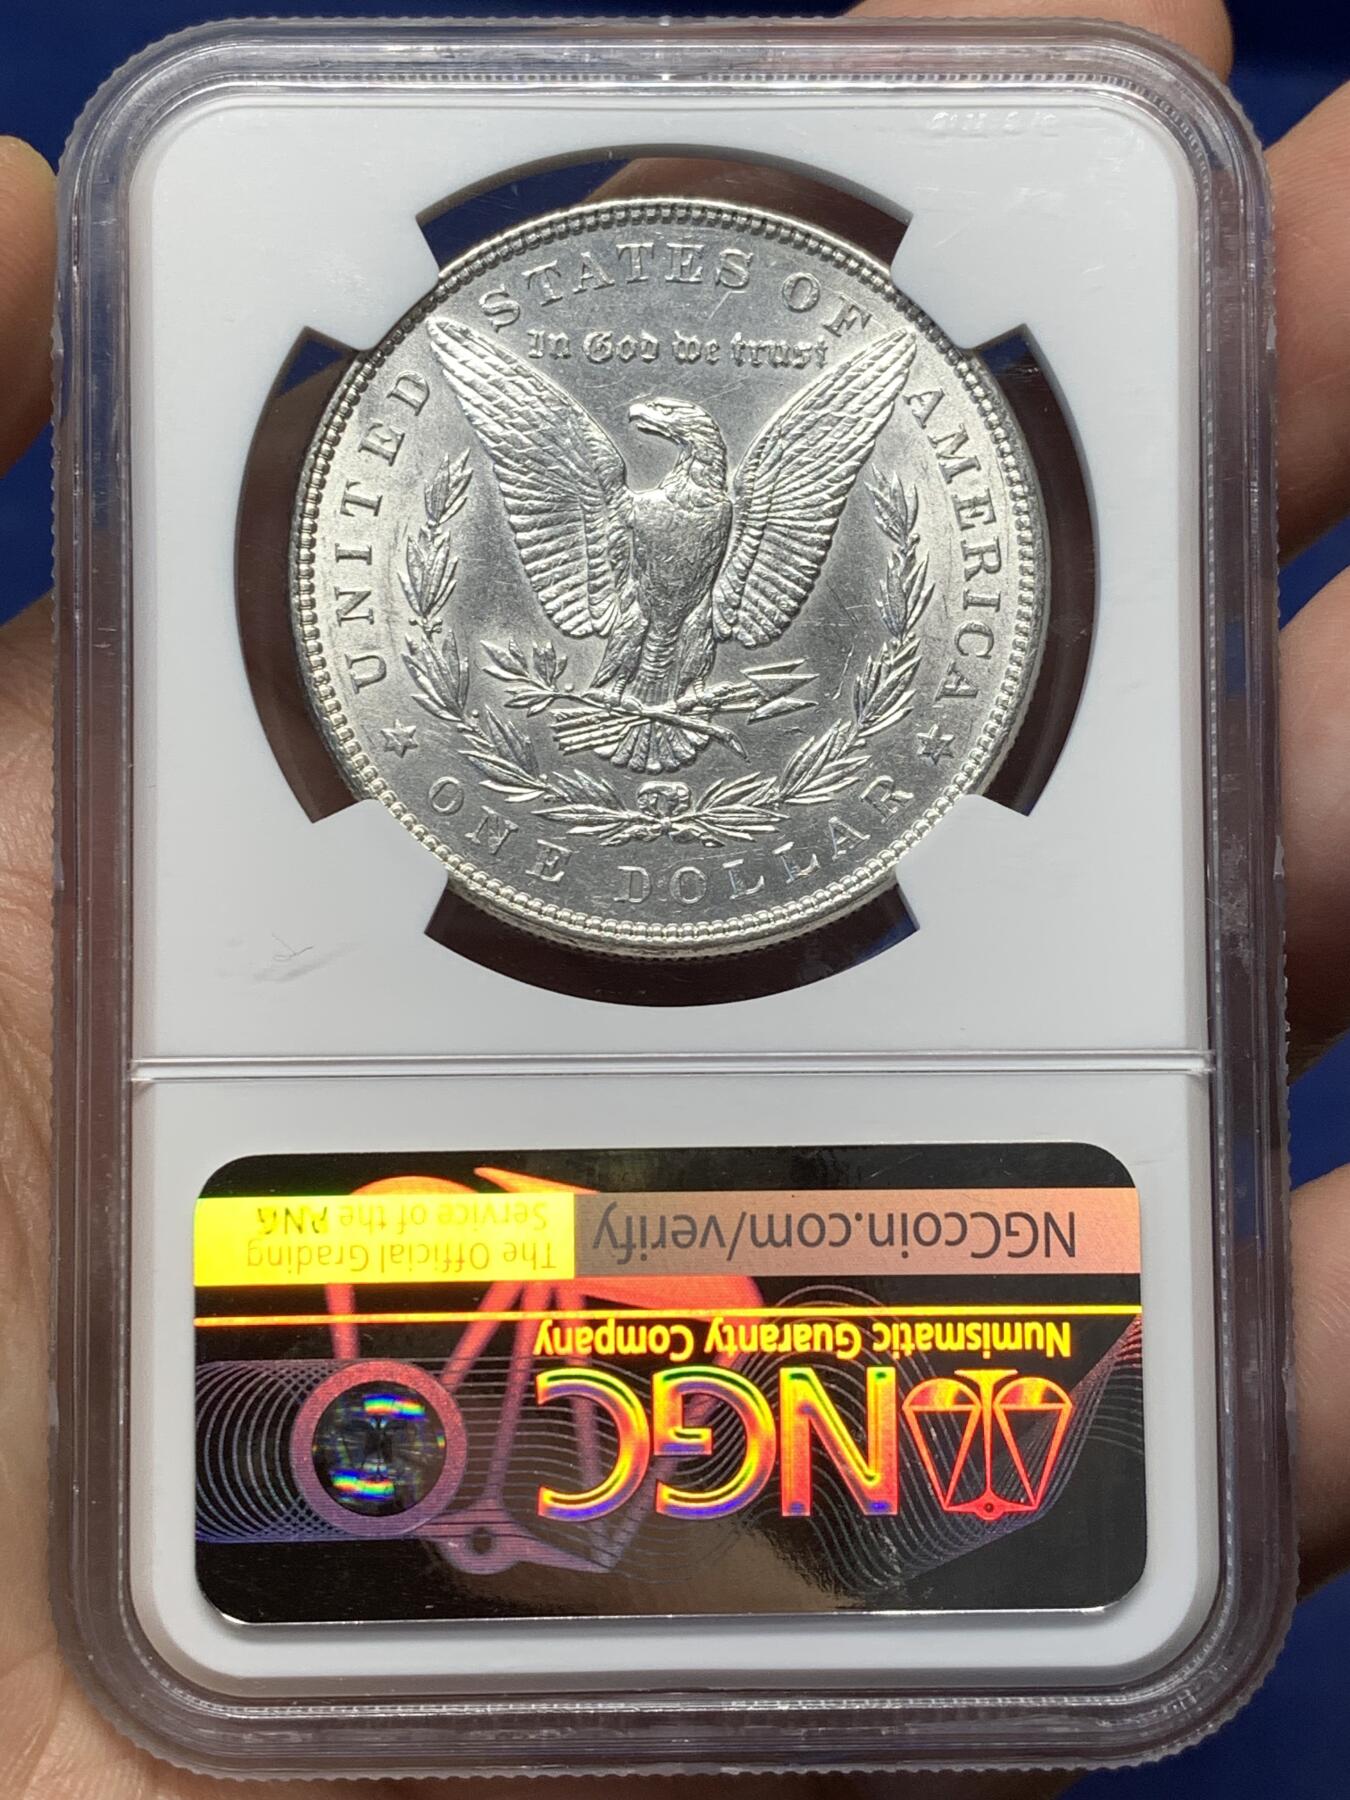 UNITED STATES OF AMERICA
In God we trust
ONE DOLLAR
NGCcoin.com/verify
The Official Grading
Service of the ANA
Numismatic Guaranty Company
NGC